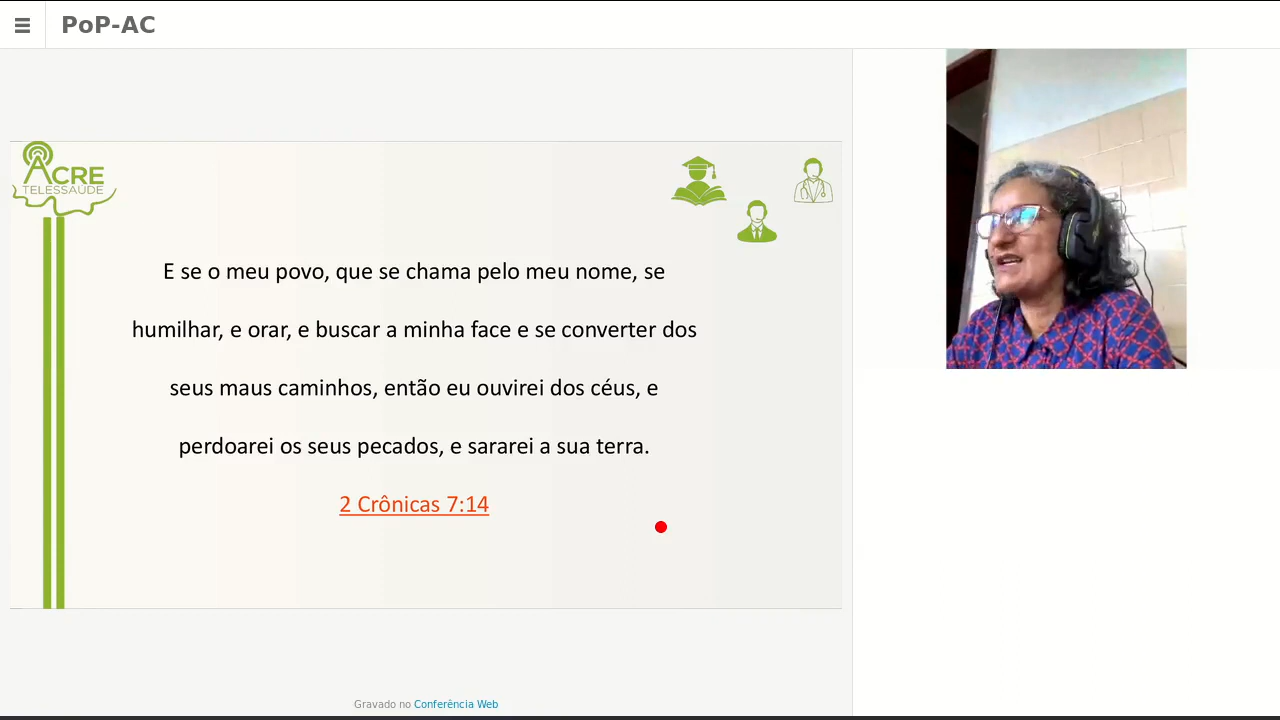 PoP-AC
ACRE
TELESSAÚDE
E se o meu povo, que se chama pelo meu nome, se
humilhar, e orar, e buscar a minha face e se converter dos
seus maus caminhos, então eu ouvirei dos céus, e
perdoarei os seus pecados, e sararei a sua terra.
2 Crônicas 7:14
Gravado no Conferência Web